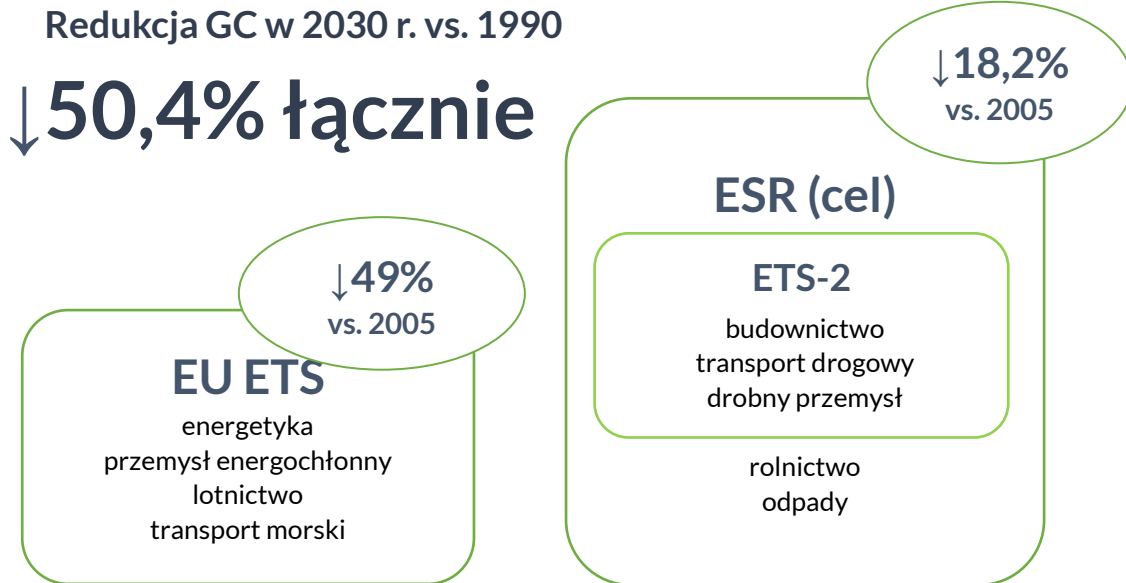 Redukcja GC w 2030 r. vs. 1990
↓50,4% łącznie
↓49%
vs. 2005
EU ETS
energetyka
przemysł energochłonny
lotnictwo
transport morski
↓18,2%
vs. 2005
ESR (cel)
ETS-2
budownictwo
transport drogowy
drobny przemysł
rolnictwo
odpady